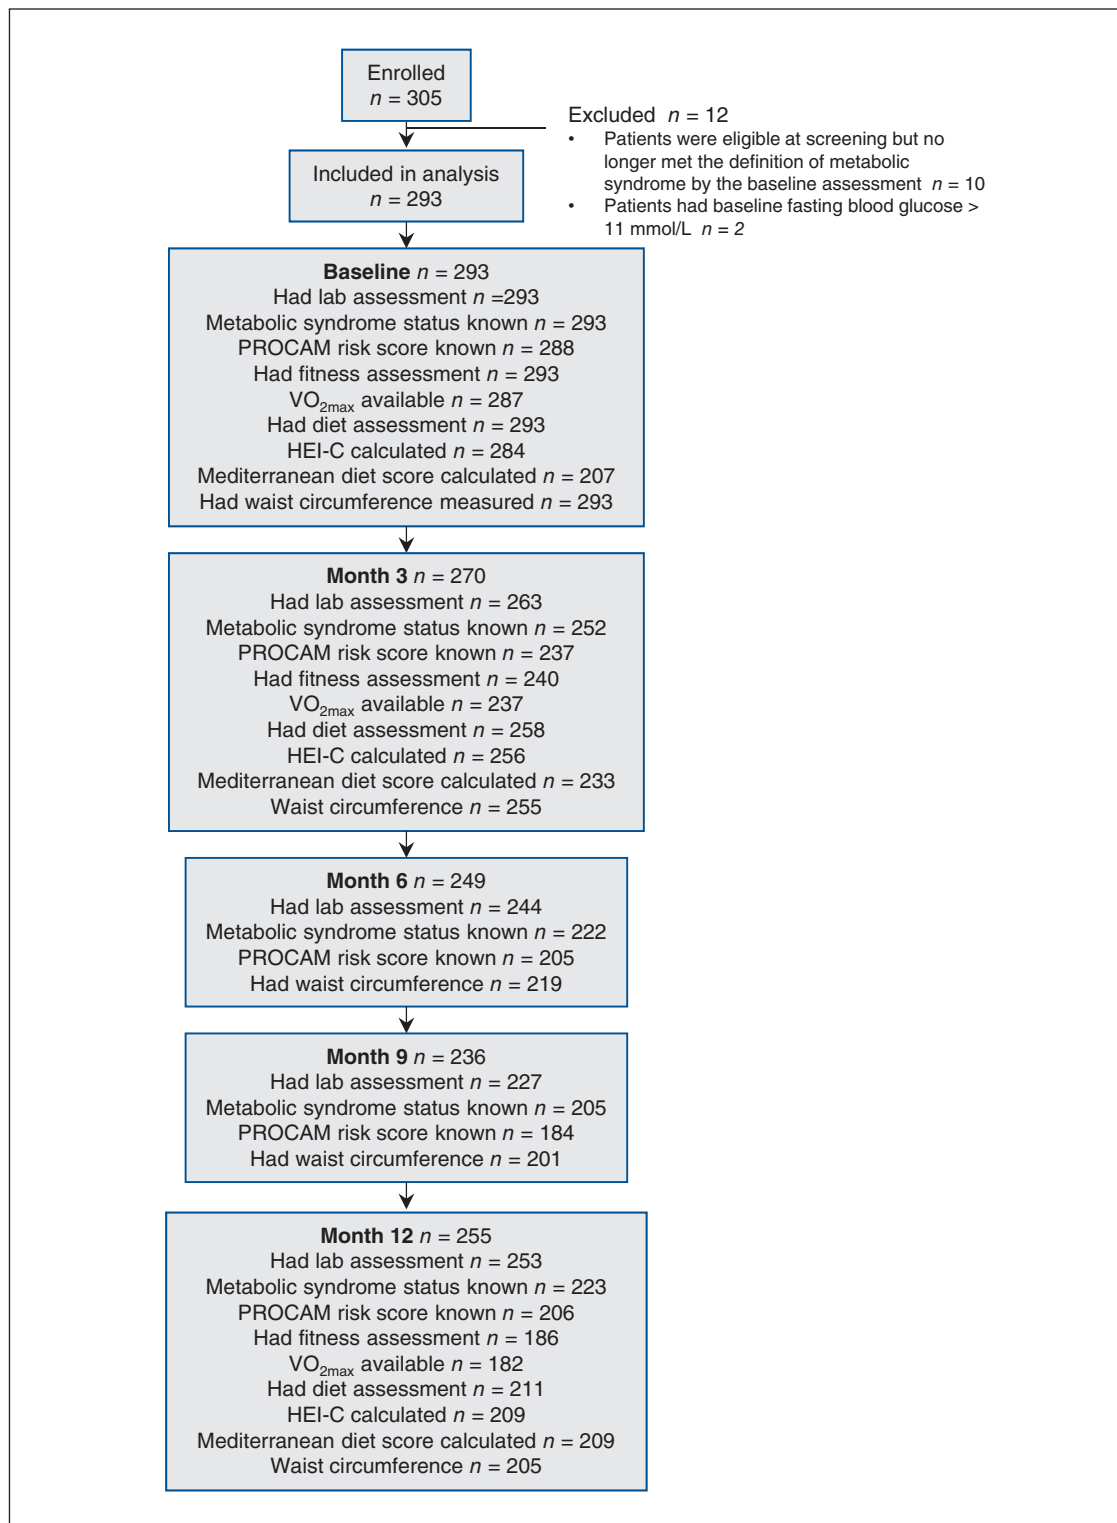 Enrolled
n = 305
Excluded n = 12
• Patients were eligible at screening but no
longer met the definition of metabolic
syndrome by the baseline assessment n = 10
• Patients had baseline fasting blood glucose >
11 mmol/L n = 2
Included in analysis
n = 293
Baseline n = 293
Had lab assessment n =293
Metabolic syndrome status known n = 293
PROCAM risk score known n = 288
Had fitness assessment n = 293
VO2max available n = 287
Had diet assessment n = 293
HEI-C calculated n = 284
Mediterranean diet score calculated n = 207
Had waist circumference measured n = 293
Month 3 n = 270
Had lab assessment n = 263
Metabolic syndrome status known n = 252
PROCAM risk score known n = 237
Had fitness assessment n = 240
VO2max available n = 237
Had diet assessment n = 258
HEI-C calculated n = 256
Mediterranean diet score calculated n = 233
Waist circumference n = 255
Month 6 n = 249
Had lab assessment n = 244
Metabolic syndrome status known n = 222
PROCAM risk score known n = 205
Had waist circumference n = 219
Month 9 n = 236
Had lab assessment n = 227
Metabolic syndrome status known n = 205
PROCAM risk score known n = 184
Had waist circumference n = 201
Month 12 n = 255
Had lab assessment n = 253
Metabolic syndrome status known n = 223
PROCAM risk score known n = 206
Had fitness assessment n = 186
VO2max available n = 182
Had diet assessment n = 211
HEI-C calculated n = 209
Mediterranean diet score calculated n = 209
Waist circumference n = 205